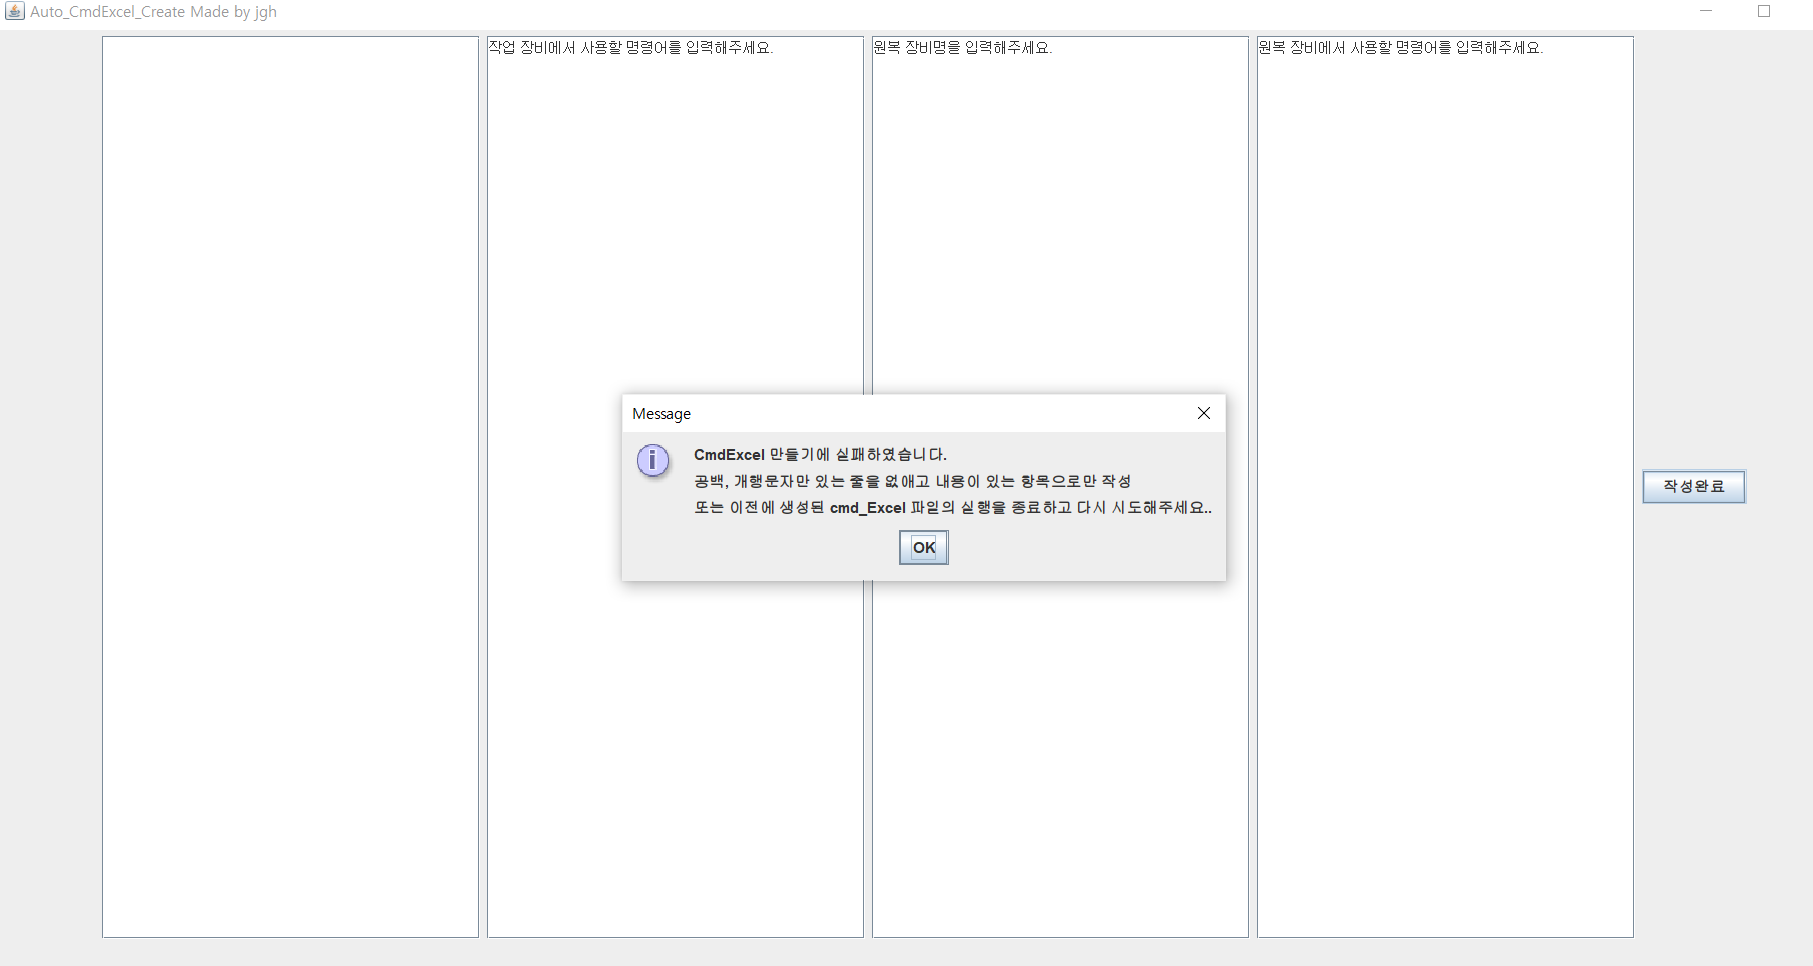 Auto_CmdExcel_Create Made by jgh
작업 장비에서 사용할 명령어를 입력해주세요.
원복 장비명을 입력해주세요.
원복 장비에서 사용할 명령어를 입력해주세요.
Message
CmdExcel 만들기에 실패하였습니다.
공백, 개행문자만 있는 줄을 없애고 내용이 있는 항목으로만 작성
또는 이전에 생성된 cmd_Excel 파일의 실행을 종료하고 다시 시도해주세요..
OK
작성완료